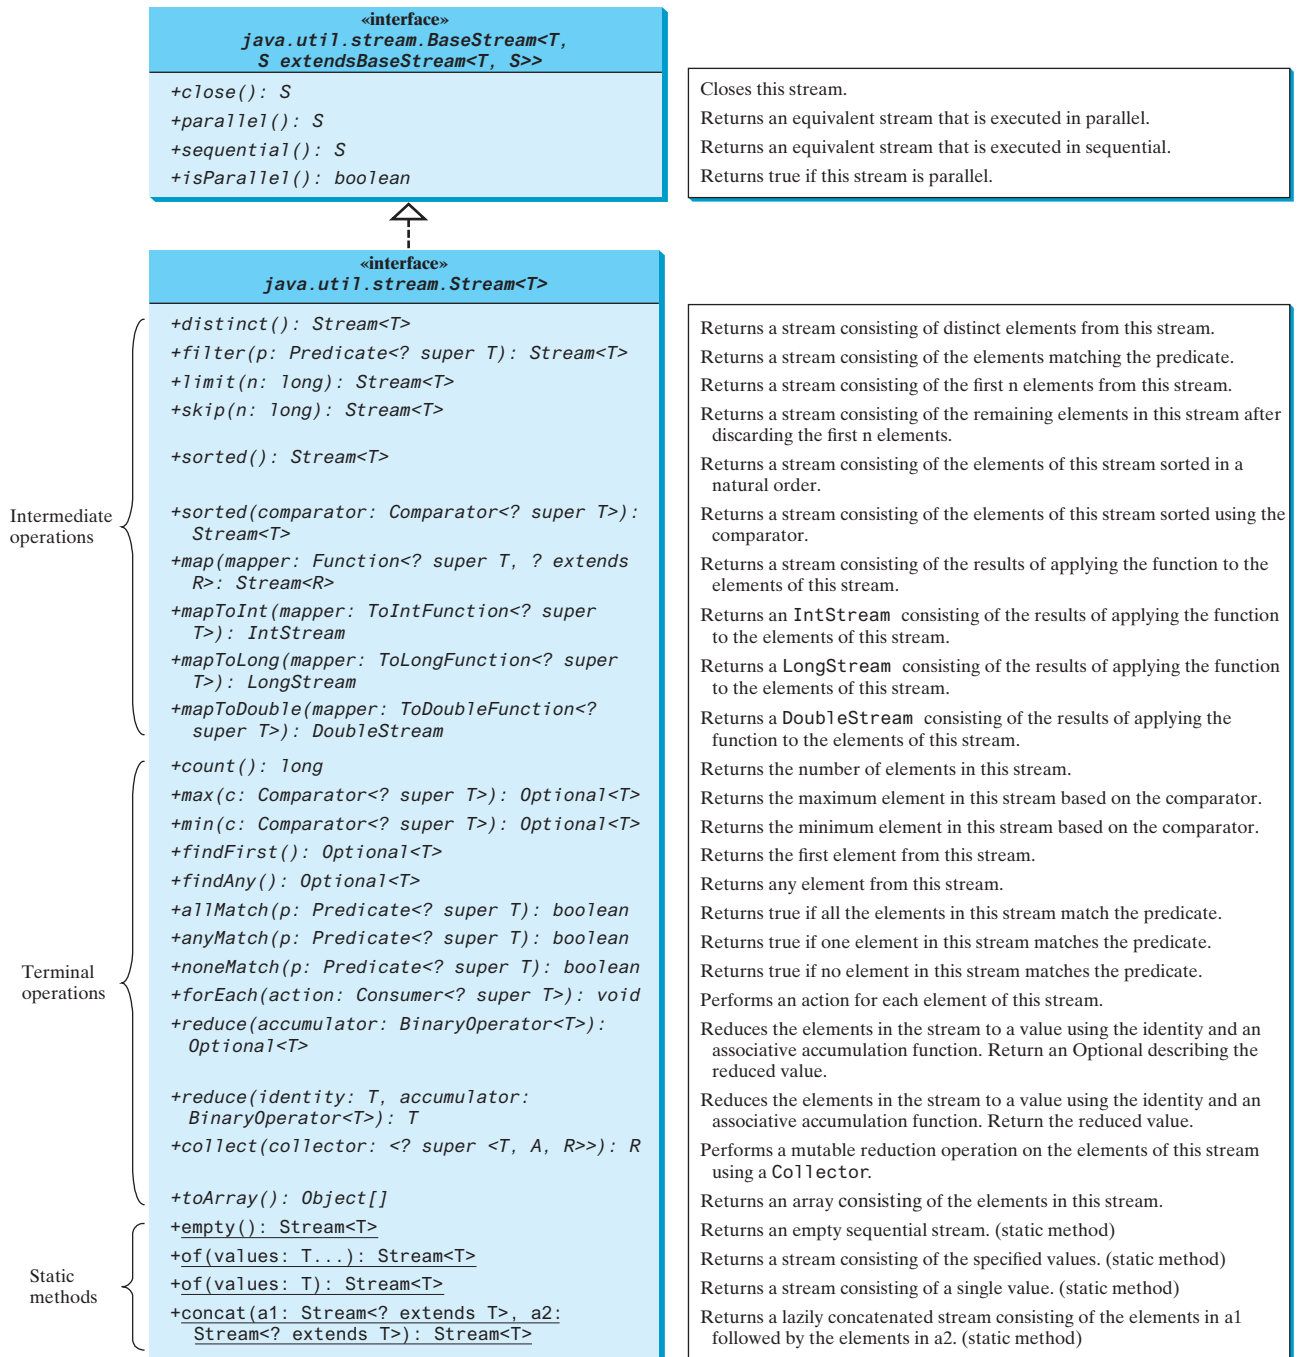 «interface»
java.util.stream.BaseStream<T,
S extendsBaseStream<T, S>>
+close(): S
+parallel(): S
+sequential(): S
+isParallel(): boolean
Closes this stream.
Returns an equivalent stream that is executed in parallel.
Returns an equivalent stream that is executed in sequential.
Returns true if this stream is parallel.
«interface»
java.util.stream.Stream<T>
Intermediate
operations
+distinct(): Stream<T>
+filter(p: Predicate<? super T): Stream<T>
+limit(n: long): Stream<T>
+skip(n: long): Stream<T>
+sorted(): Stream<T>
+sorted(comparator: Comparator<? super T>):
Stream<T>
+map(mapper: Function<? super T, ? extends
R>: Stream<R>
+mapToInt(mapper: ToIntFunction<? super
T>): IntStream
+mapToLong(mapper: ToLongFunction<? super
T>): LongStream
+mapToDouble(mapper: ToDoubleFunction<?
super T>): DoubleStream
Terminal
operations
+count(): long
+max(c: Comparator<? super T>): Optional<T>
+min(c: Comparator<? super T>): Optional<T>
+findFirst(): Optional<T>
+findAny(): Optional<T>
+allMatch(p: Predicate<? super T): boolean
+anyMatch(p: Predicate<? super T): boolean
+noneMatch(p: Predicate<? super T): boolean
+forEach(action: Consumer<? super T>): void
+reduce(accumulator: BinaryOperator<T>):
Optional<T>
+reduce(identity: T, accumulator:
BinaryOperator<T>): T
+collect(collector: <? super <T, A, R>>): R
+toArray(): Object[]
Static
methods
+empty(): Stream<T>
+of(values: T...): Stream<T>
+of(values: T): Stream<T>
+concat(a1: Stream<? extends T>, a2:
Stream<? extends T>): Stream<T>
Returns a stream consisting of distinct elements from this stream.
Returns a stream consisting of the elements matching the predicate.
Returns a stream consisting of the first n elements from this stream.
Returns a stream consisting of the remaining elements in this stream after
discarding the first n elements.
Returns a stream consisting of the elements of this stream sorted in a
natural order.
Returns a stream consisting of the elements of this stream sorted using the
comparator.
Returns a stream consisting of the results of applying the function to the
elements of this stream.
Returns an IntStream consisting of the results of applying the function
to the elements of this stream.
Returns a LongStream consisting of the results of applying the function
to the elements of this stream.
Returns a DoubleStream consisting of the results of applying the
function to the elements of this stream.
Returns the number of elements in this stream.
Returns the maximum element in this stream based on the comparator.
Returns the minimum element in this stream based on the comparator.
Returns the first element from this stream.
Returns any element from this stream.
Returns true if all the elements in this stream match the predicate.
Returns true if one element in this stream matches the predicate.
Returns true if no element in this stream matches the predicate.
Performs an action for each element of this stream.
Reduces the elements in the stream to a value using the identity and an
associative accumulation function. Return an Optional describing the
reduced value.
Reduces the elements in the stream to a value using the identity and an
associative accumulation function. Return the reduced value.
Performs a mutable reduction operation on the elements of this stream
using a Collector.
Returns an array consisting of the elements in this stream.
Returns an empty sequential stream. (static method)
Returns a stream consisting of the specified values. (static method)
Returns a stream consisting of a single value. (static method)
Returns a lazily concatenated stream consisting of the elements in a1
followed by the elements in a2. (static method)